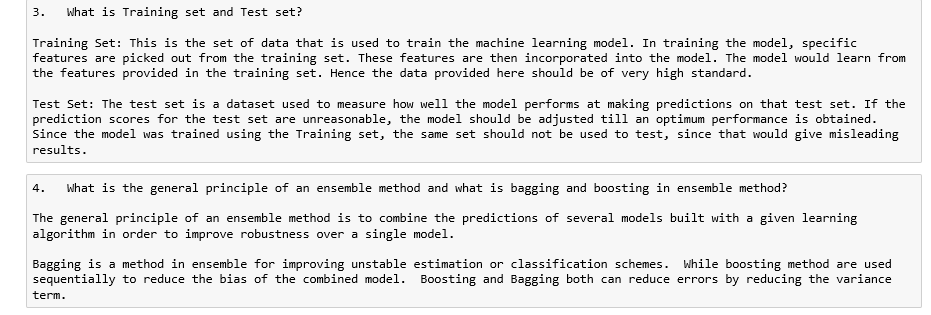 3.   What is Training set and Test set?
Training Set: This is the set of data that is used to train the machine learning model. In training the model, specific
features are picked out from the training set. These features are then incorporated into the model. The model would learn from
the features provided in the training set. Hence the data provided here should be of very high standard.
Test Set: The test set is a dataset used to measure how well the model performs at making predictions on that test set. If the
prediction scores for the test set are unreasonable, the model should be adjusted till an optimum performance is obtained.
Since the model was trained using the Training set, the same set should not be used to test, since that would give misleading
results.
4.   What is the general principle of an ensemble method and what is bagging and boosting in ensemble method?
The general principle of an ensemble method is to combine the predictions of several models built with a given learning
algorithm in order to improve robustness over a single model.
Bagging is a method in ensemble for improving unstable estimation or classification schemes.  While boosting method are used
sequentially to reduce the bias of the combined model.  Boosting and Bagging both can reduce errors by reducing the variance
term.